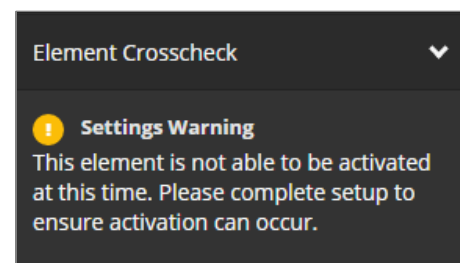 Element Crosscheck
Settings Warning
This element is not able to be activated
at this time. Please complete setup to
ensure activation can occur.